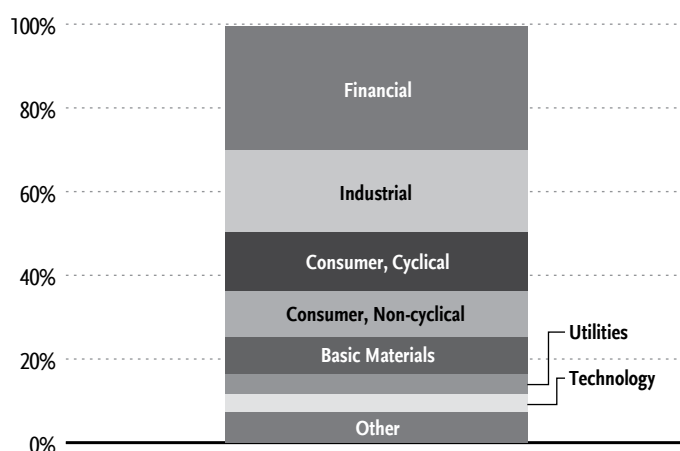 100%
Financial
80%
60%
Industrial
Consumer, Cyclical
40%
Consumer, Non-cyclical
Utilities
20%
Basic Materials
Technology
Other
0%